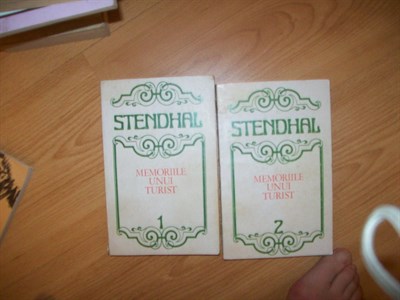 STENDHAL
MEMORIILE
UNUI
TURIST
1
STENDHAL
MEMORIILE
UNUI
TURIST
2